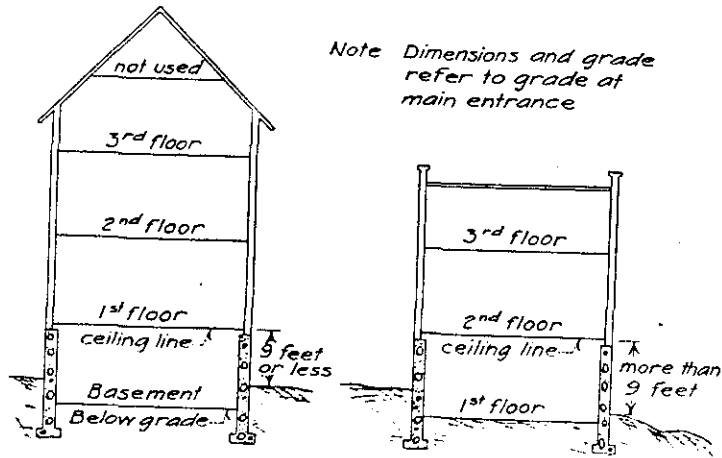 Note Dimensions and grade
refer to grade at
main entrance
not used
3rd floor
2nd floor
1st floor
ceiling line
9 feet
or less
Basement
Below grade
3rd floor
2nd floor
ceiling line
more than
9 feet
1st floor